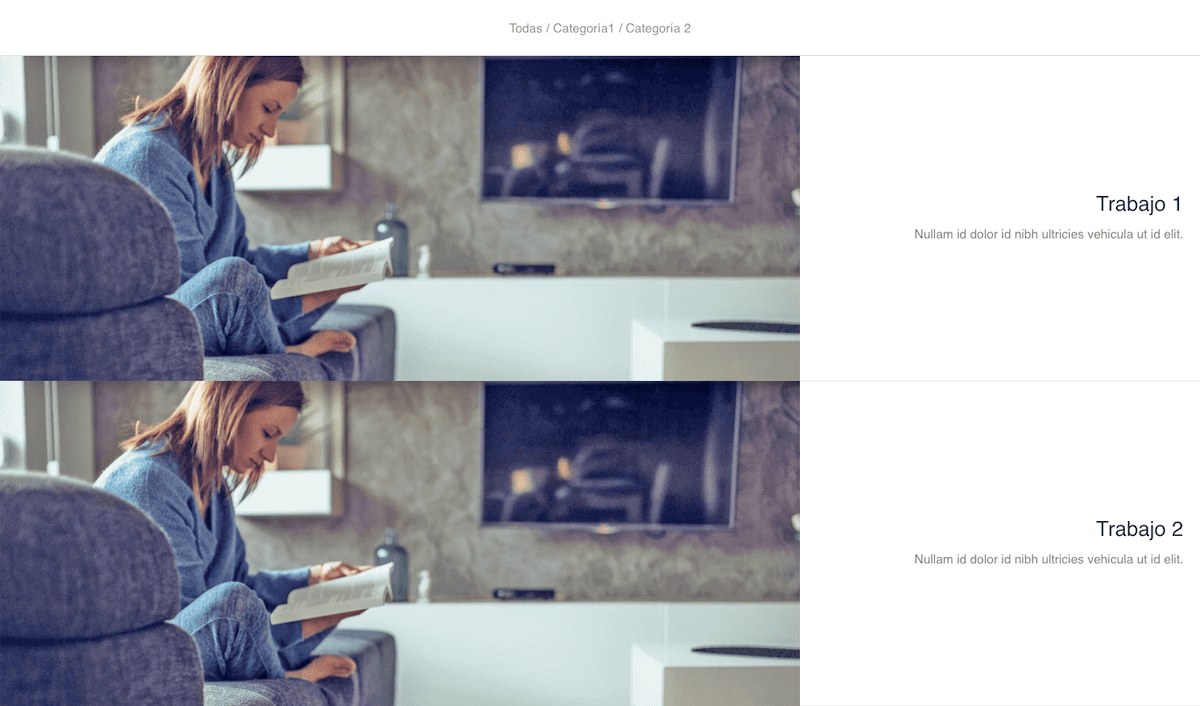 Todas / Categoría1 / Categoría 2
Trabajo 1
Nullam id dolor id nibh ultricies vehicula ut id elit.
Trabajo 2
Nullam id dolor id nibh ultricies vehicula ut id elit.